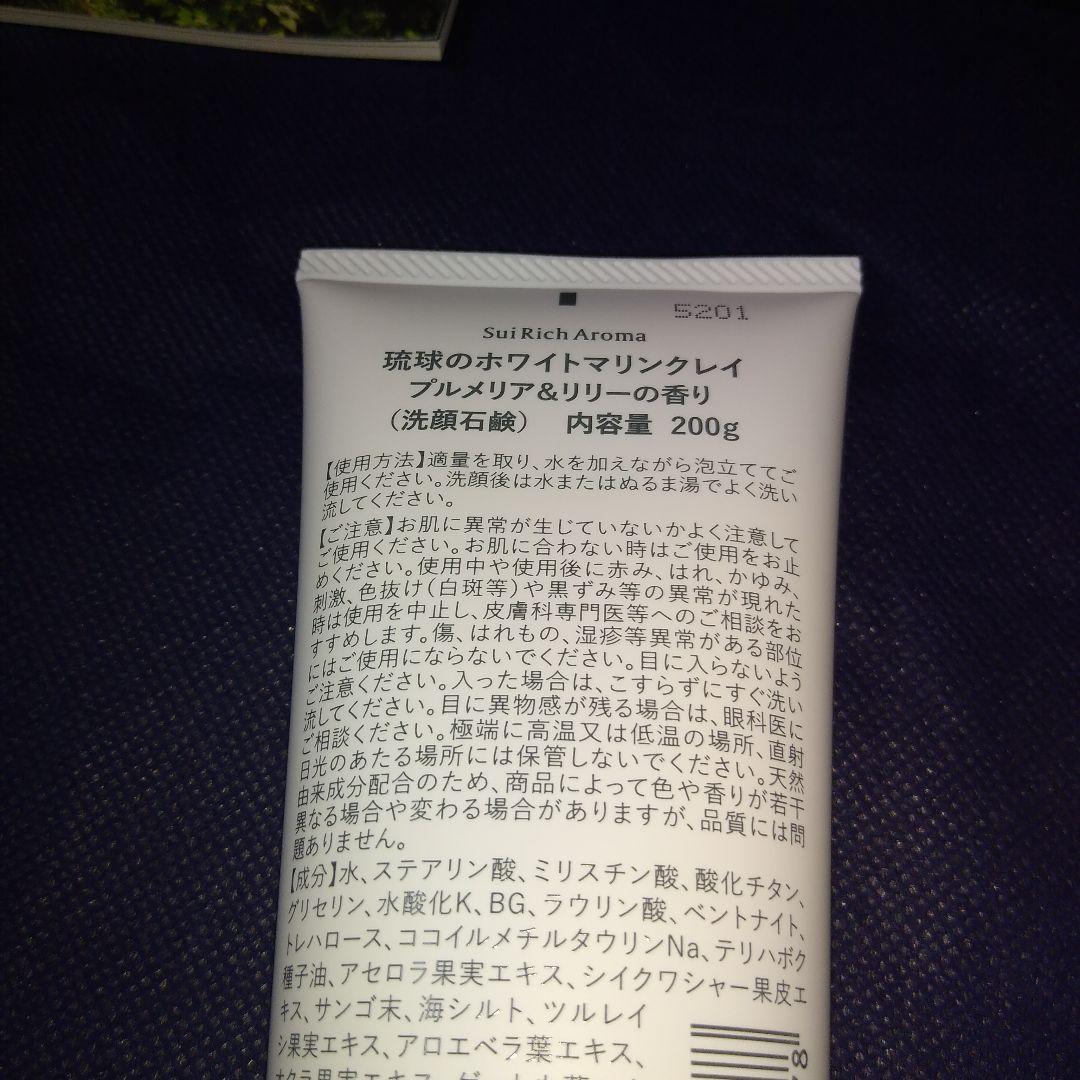 5201
Sui Rich Aroma
琉球のホワイトマリンクレイ
プルメリア&リリーの香り
（洗顔石鹸）　内容量　200g
【使用方法】適量を取り、水を加えながら泡立ててご
使用ください。洗顔後は水またはぬるま湯でよく洗い
流してください。
【ご注意】お肌に異常が生じていないかよく注意して
ご使用ください。お肌に合わない時はご使用をお止
めください。使用中や使用後に赤み、はれ、かゆみ、
刺激、色抜け（白斑等）や黒ずみ等の異常が現れた
時は使用を中止し、皮膚科専門医等へのご相談をお
すすめします。傷、はれもの、湿疹等異常がある部位
にはご使用にならないでください。目に入らないよう
ご注意ください。入った場合は、こすらずにすぐ洗い
流してください。目に異物感が残る場合は、眼科医に
ご相談ください。極端に高温又は低温の場所、直射
日光のあたる場所には保管しないでください。天然
由来成分配合のため、商品によって色や香りが若干
異なる場合や変わる場合がありますが、品質には問
題ありません。
【成分】水、ステアリン酸、ミリスチン酸、酸化チタン、
グリセリン、水酸化K、BG、ラウリン酸、ベントナイト、
トレハロース、ココイルメチルタウリンNa、テリハボク
種子油、アセロラ果実エキス、シイクワシャー果皮エ
キス、サンゴ末、海シルト、ツルレイ
シ果実エキス、アロエベラ葉エキス、
オクラ果実エキス、